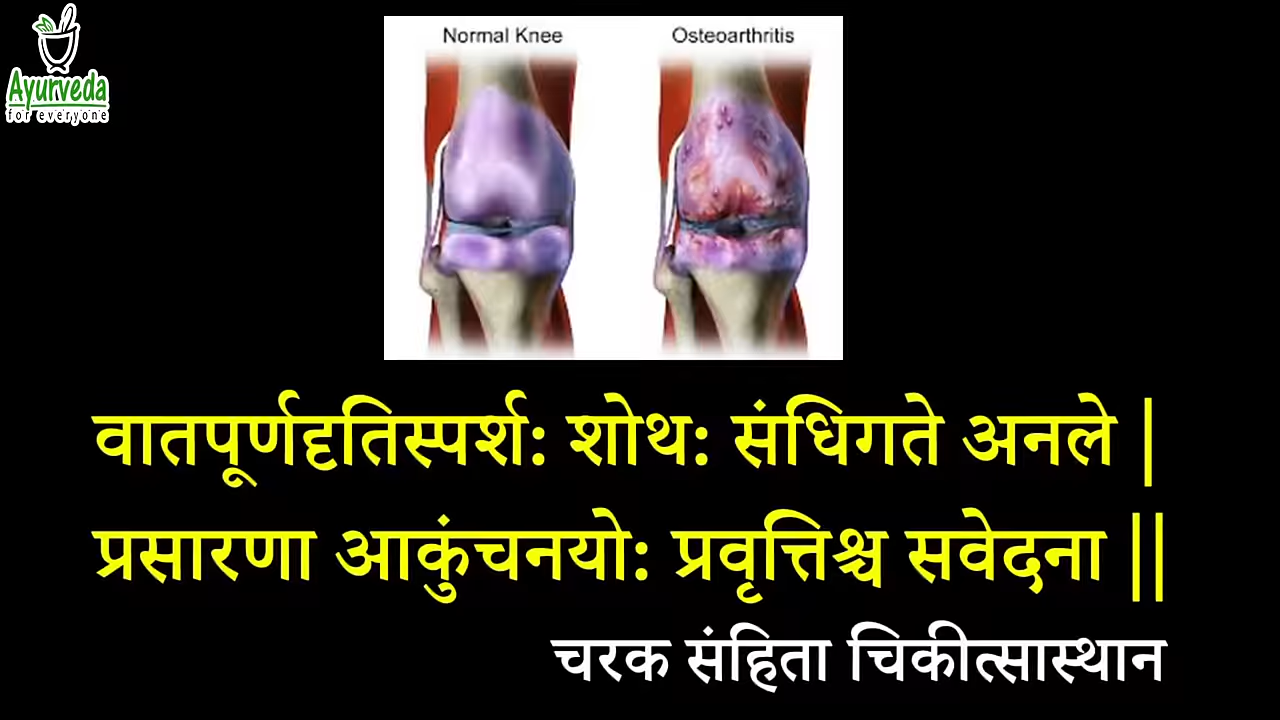 Ayurveda
for everyone
Normal Knee
Osteoarthritis
वातपूर्णदृतिस्पर्श: शोथ: संधिगते अनले |
प्रसारणा आकुंचनयो: प्रवृत्तिश्च सवेदना ||
चरक संहिता चिकीत्सास्थान